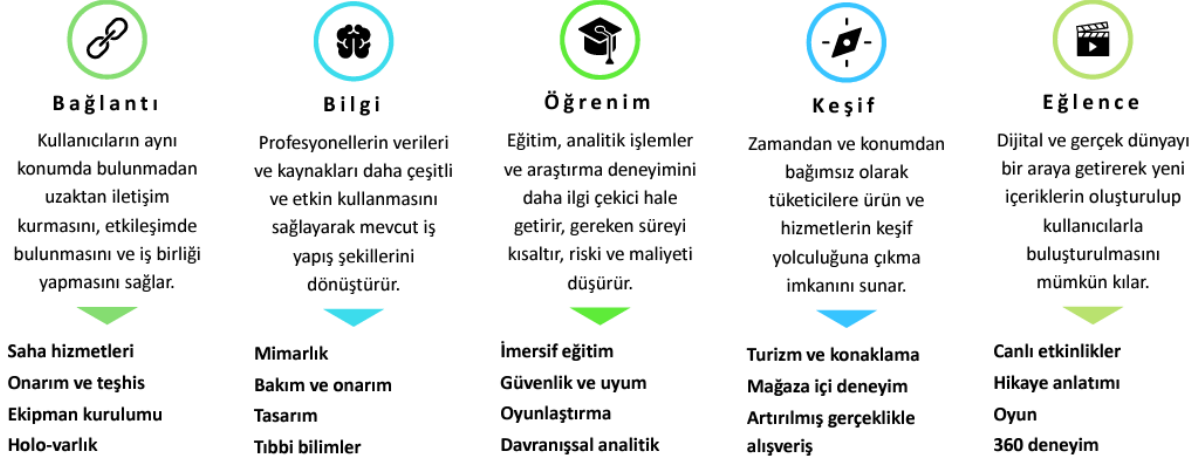 Bağlantı
Kullanıcıların aynı
konumda bulunmadan
uzaktan iletişim
kurmasını, etkileşimde
bulunmasını ve iş birliği
yapmasını sağlar.
Saha hizmetleri
Onarım ve teşhis
Ekipman kurulumu
Holo-varlık
Bilgi
Profesyonellerin verileri
ve kaynakları daha çeşitli
ve etkin kullanmasını
sağlayarak mevcut iş
yapış şekillerini
dönüştürür.
Mimarlık
Bakım ve onarım
Tasarım
Tıbbi bilimler
Öğrenim
Eğitim, analitik işlemler
ve araştırma deneyimini
daha ilgi çekici hale
getirir, gereken süreyi
kısaltır, riski ve maliyeti
düşürür.
İmersif eğitim
Güvenlik ve uyum
Oyunlaştırma
Davranışsal analitik
Keşif
Zamandan ve konumdan
bağımsız olarak
tüketicilere ürün ve
hizmetlerin keşif
yolculuğuna çıkma
imkanını sunar.
Turizm ve konaklama
Mağaza içi deneyim
Artırılmış gerçeklikle
alışveriş
Eğlence
Dijital ve gerçek dünyayı
bir araya getirerek yeni
içeriklerin oluşturulup
kullanıcılarla
buluşturulmasını
mümkün kılar.
Canlı etkinlikler
Hikaye anlatımı
Oyun
360 deneyim